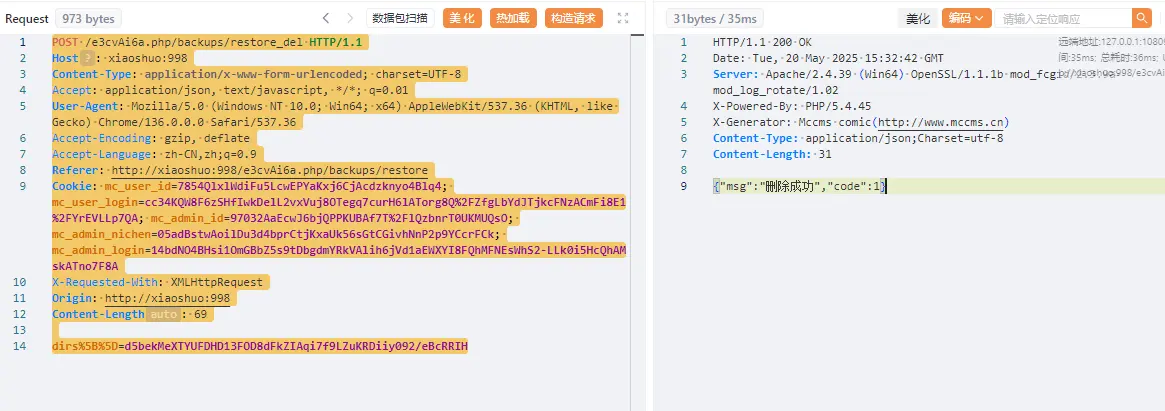 Request 973 bytes 数据包扫描 美化 热加载 构造请求
1 POST /e3cvAi6a.php/backups/restore_del HTTP/1.1
2 Host ? : xiaoshuo:998
3 Content-Type: application/x-www-form-urlencoded; charset=UTF-8
4 Accept: application/json, text/javascript, */*; q=0.01
5 User-Agent: Mozilla/5.0 (Windows NT 10.0; Win64; x64) AppleWebKit/537.36 (KHTML, like
Gecko) Chrome/136.0.0.0 Safari/537.36
6 Accept-Encoding: gzip, deflate
7 Accept-Language: zh-CN,zh;q=0.9
8 Referer: http://xiaoshuo:998/e3cvAi6a.php/backups/restore
9 Cookie: mc_user_id=7854QlxlWdiFu5LcwEPYaKxj6CjAcdzknyo4Blq4;
mc_user_login=cc34KQW8F6zSHfIwkDelL2vxVuj8OTegq7curH6lATorg8Q%2FZfgLbYdJTjkcFNzACmFi8E1
%2FYrEVLLp7QA; mc_admin_id=97032AaEcwJ6bjQPPKUBAf7T%2FlQzbnrT0UKMUQsO;
mc_admin_nichen=05adBstwAoilDu3d4bprCtjKxaUk56sGtCGivhNnP2p9YCcrFCk;
mc_admin_login=14bdNO4BHsi1OmGBbZ5s9tDbgdmYRkVAlih6jVd1aEWXYI8FQhMFNEsWhS2-LLk0i5HcQhAM
skATno7F8A
10 X-Requested-With: XMLHttpRequest
11 Origin: http://xiaoshuo:998
12 Content-Length auto : 69
13
14 dirs%5B%5D=d5bekMeXTYUFDHD13FOD8dFkZIAqi7f9LZuKRDiiy092/eBcRRIH
31bytes / 35ms 美化 编码 请输入定位响应
1 HTTP/1.1 200 OK
2 Date: Tue, 20 May 2025 15:32:42 GMT
3 Server: Apache/2.4.39 (Win64) OpenSSL/1.1.1b mod_fcgi
mod_log_rotate/1.02
4 X-Powered-By: PHP/5.4.45
5 X-Generator: Mccms comic(http://www.mccms.cn)
6 Content-Type: application/json;Charset=utf-8
7 Content-Length: 31
8
9 {"msg":"删除成功","code":1}
远端地址:127.0.0.1:1080
间:35ms; 总耗时:36ms;